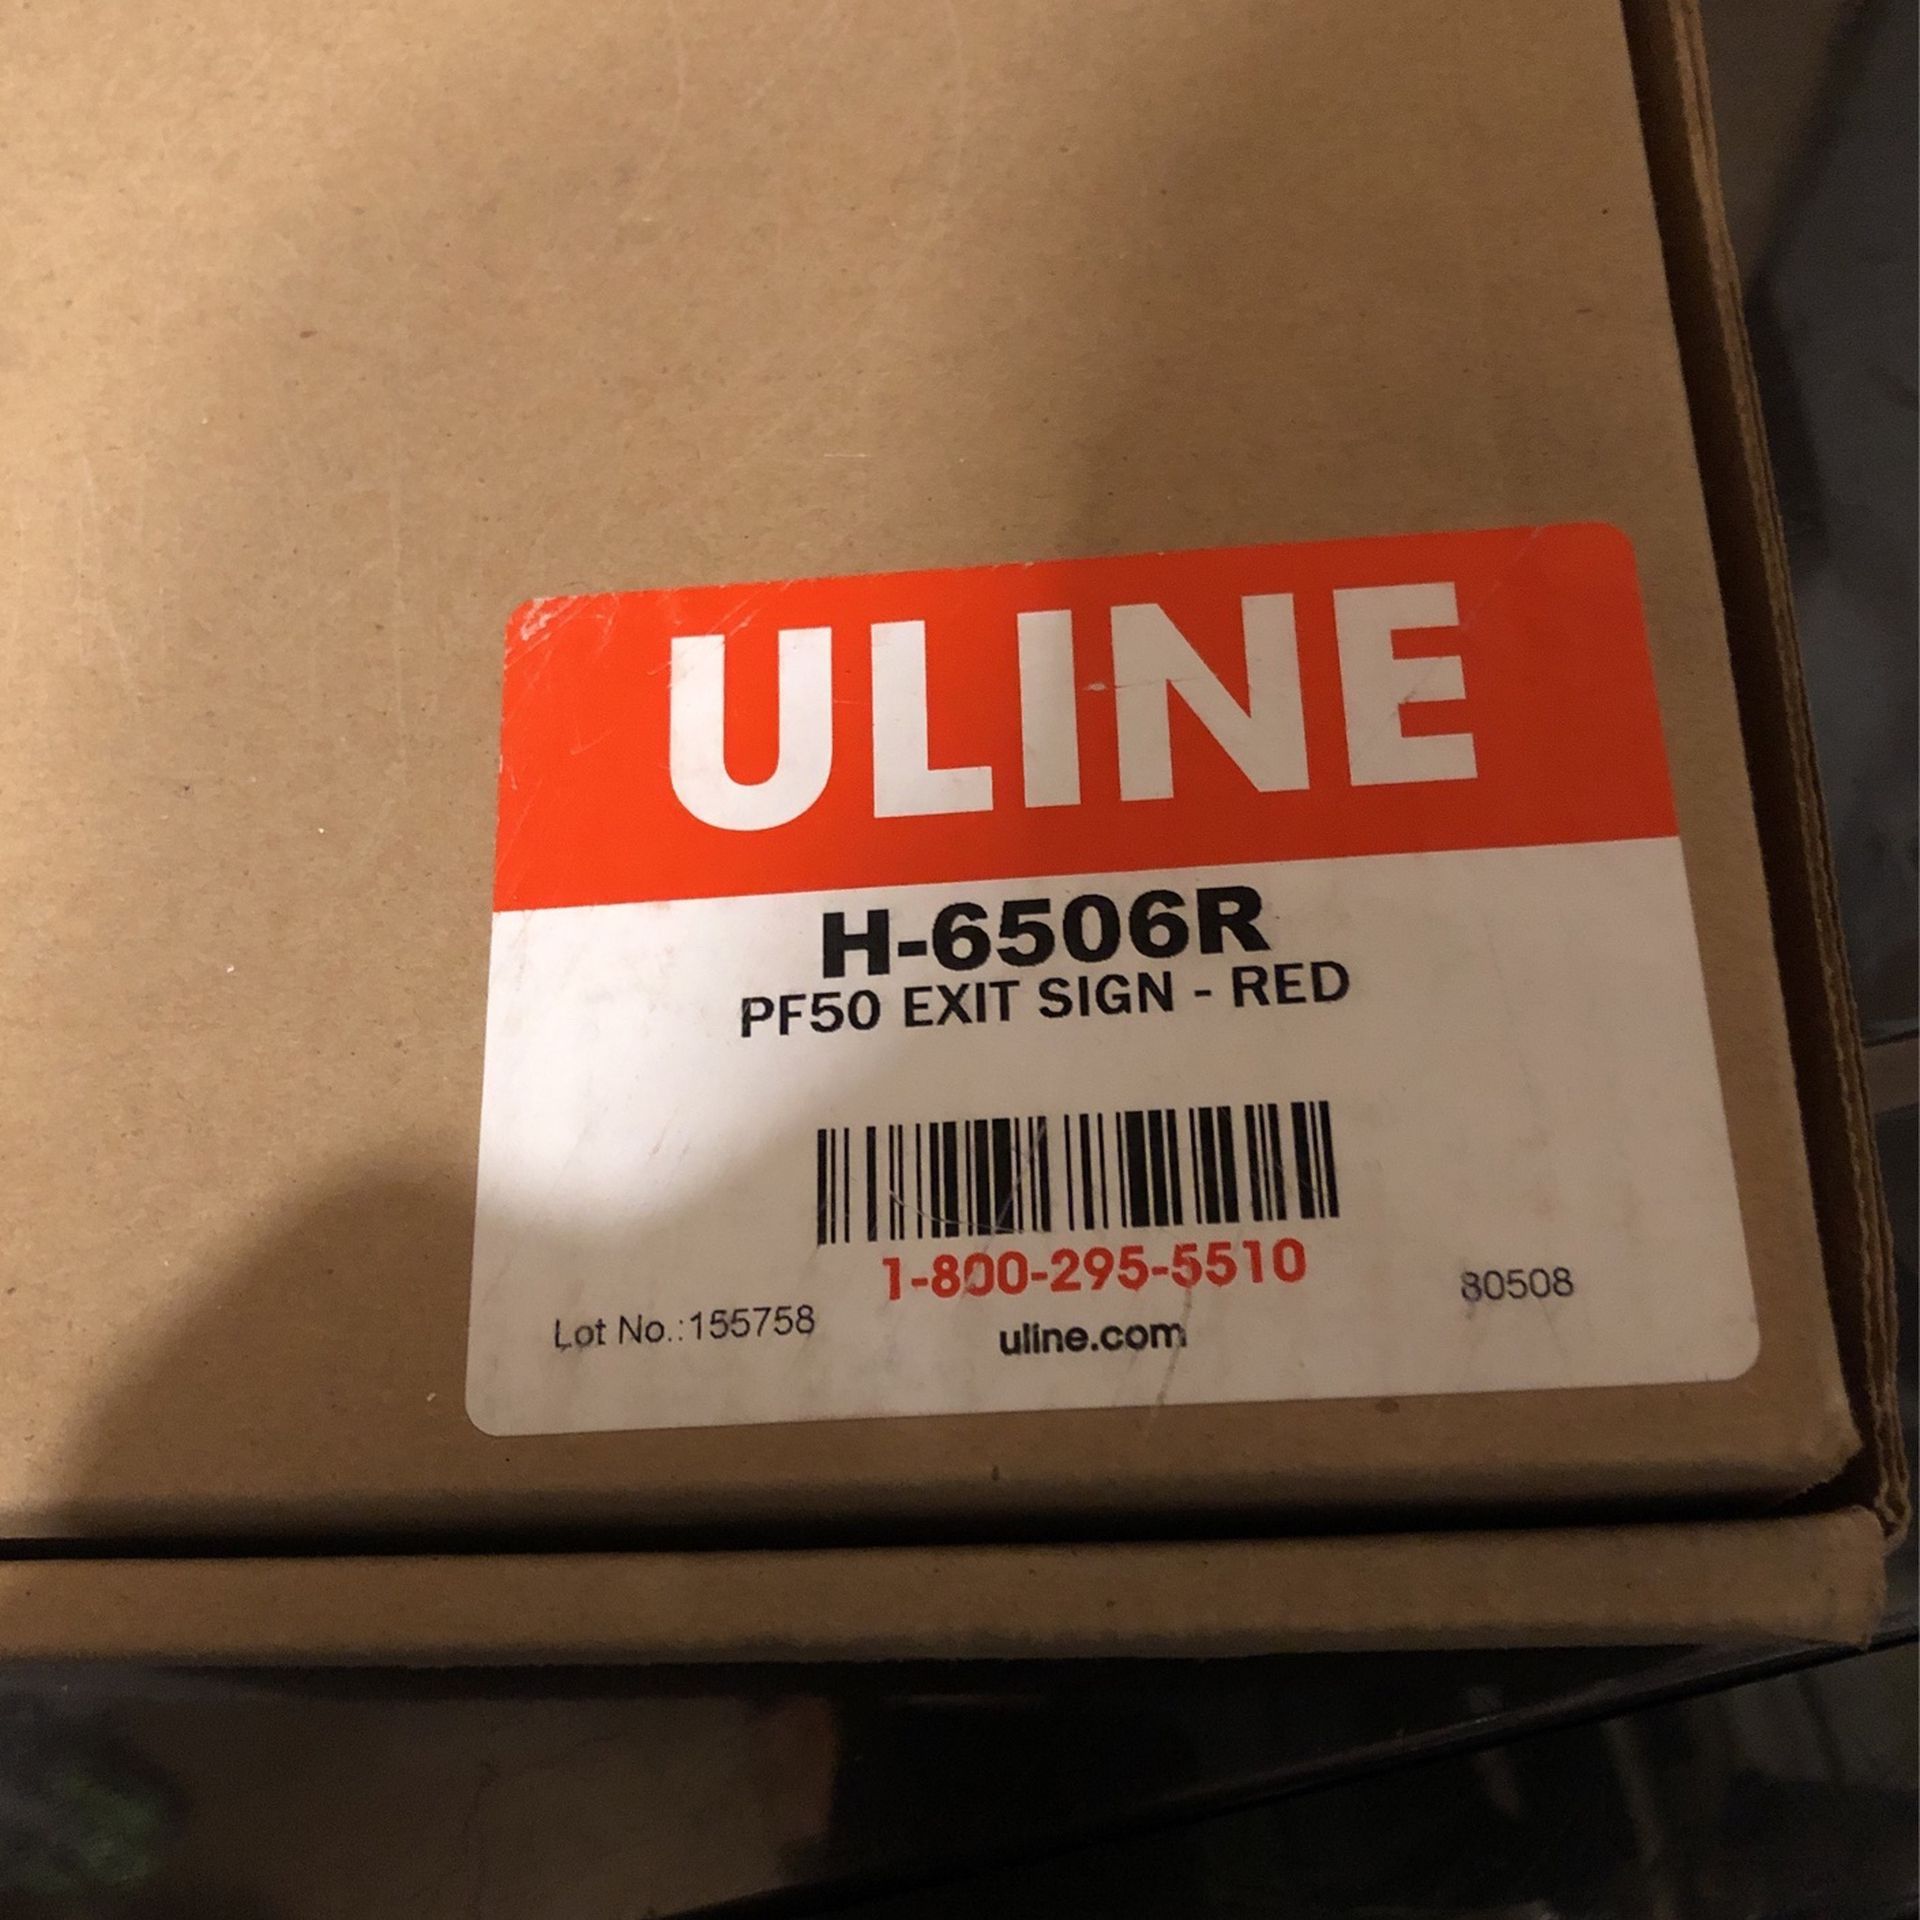 ULINE
H-6506R
PF50 EXIT SIGN - RED
1-800-295-5510
Lot No.:155758
uline.com
80508